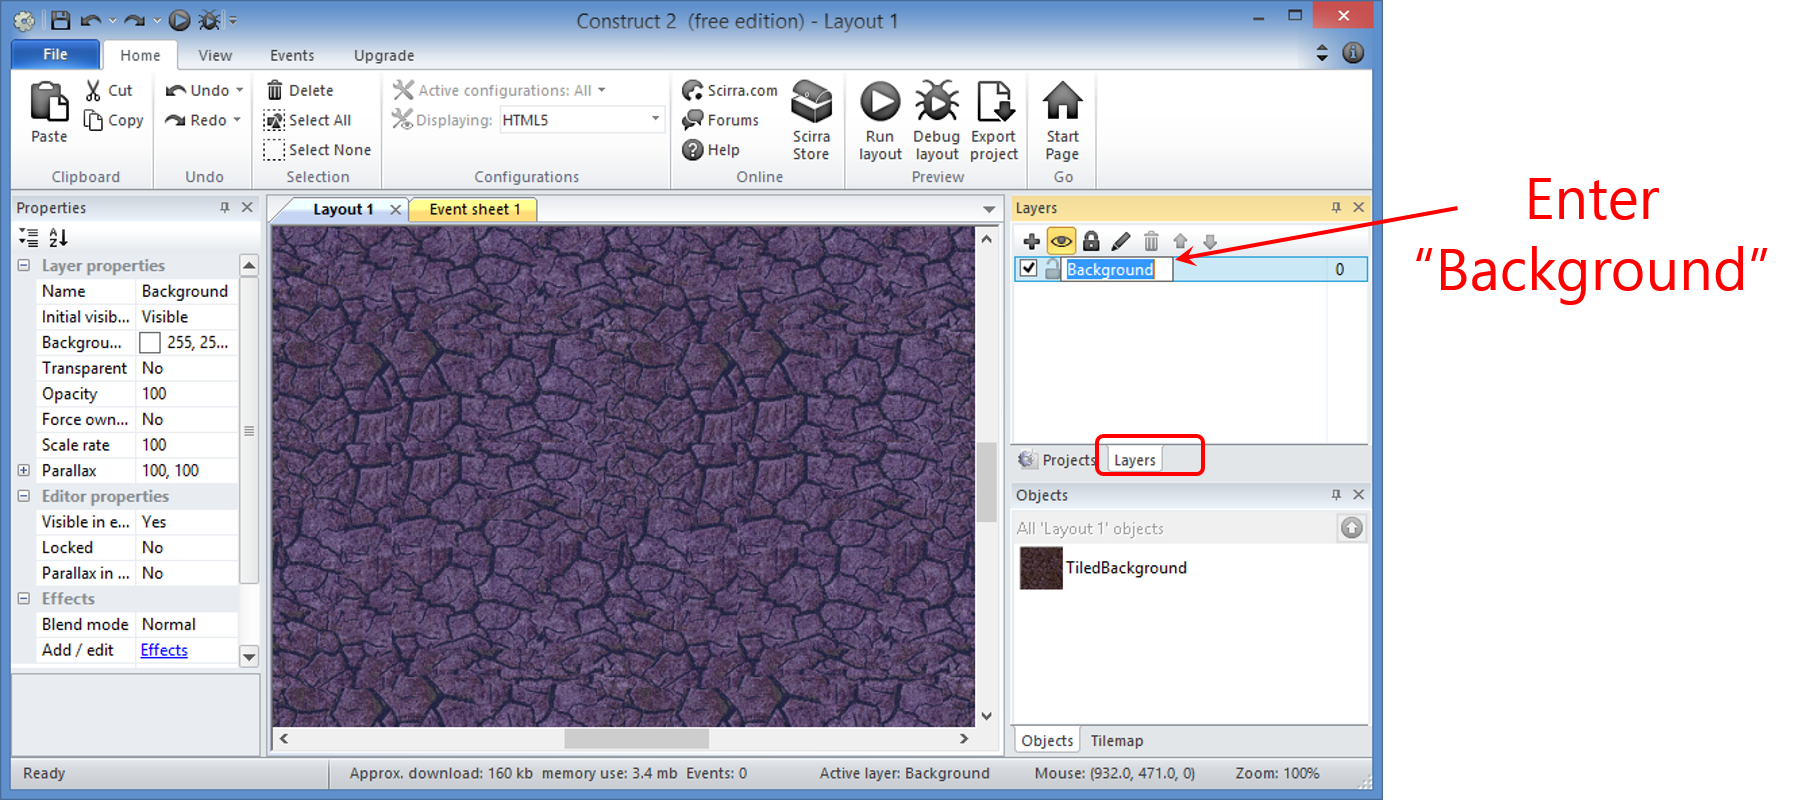 Construct 2 (free edition) - Layout 1
File Home View Events Upgrade
Paste
Cut
Copy
Clipboard
Undo
Redo
Undo
Delete
Select All
Select None
Selection
Active configurations: All
Displaying: HTML5
Configurations
Scirra.com
Forums
Help
Scirra
Store
Online
Run
layout
Debug
layout
Export
project
Preview
Start
Page
Go
Properties
A
Z
Layer properties
Name Background
Initial visib... Visible
Backgrou... 255, 25...
Transparent No
Opacity 100
Force own... No
Scale rate 100
Parallax 100, 100
Editor properties
Visible in e... Yes
Locked No
Parallax in ... No
Effects
Blend mode Normal
Add / edit Effects
Layout 1
Event sheet 1
Layers
Background 0
Projects Layers
Objects
All 'Layout 1' objects
TiledBackground
Objects Tilemap
Ready
Approx. download: 160 kb memory use: 3.4 mb Events: 0
Active layer: Background
Mouse: (932.0, 471.0, 0)
Zoom: 100%
Enter
“Background”